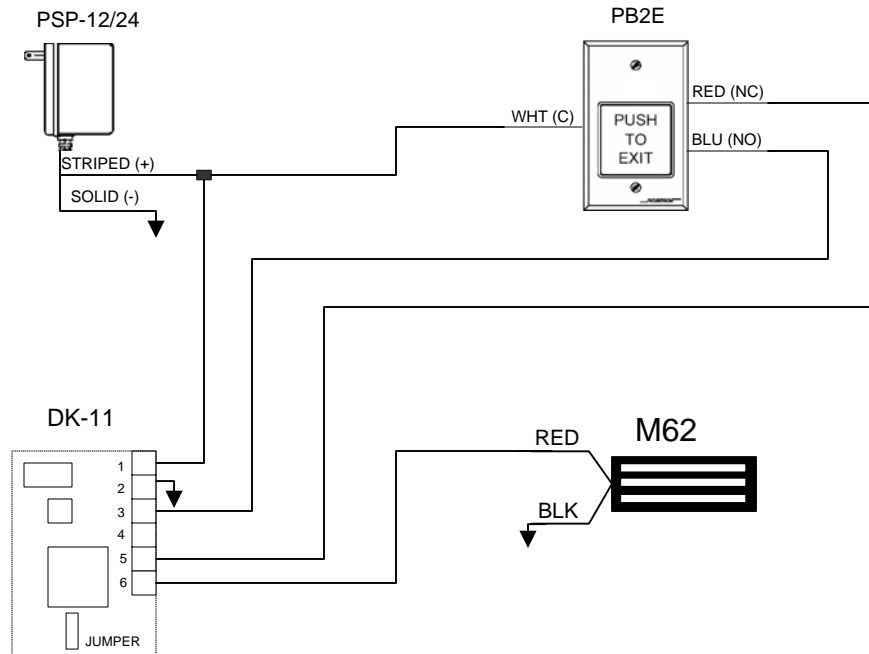 PSP-12/24
PB2E
RED (NC)
WHT (C)
PUSH
TO
EXIT
BLU (NO)
STRIPED (+)
SOLID (-)
DK-11
M62
RED
BLK
1
2
3
4
5
6
JUMPER